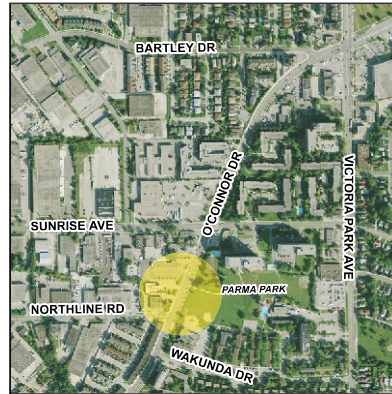 BARTLEY DR
O'CONNOR DR
VICTORIA PARK AVE
SUNRISE AVE
PARMA PARK
NORTHLINE RD
WAKUNDA DR